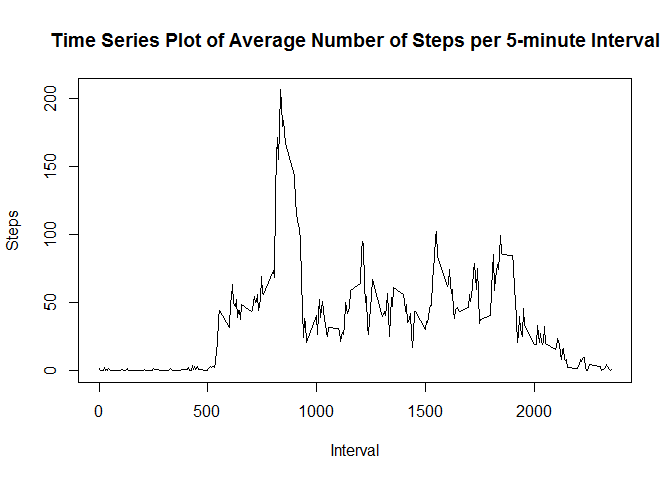 Time Series Plot of Average Number of Steps per 5-minute Interval
200
150
100
50
0
Steps
0 500 1000 1500 2000
Interval